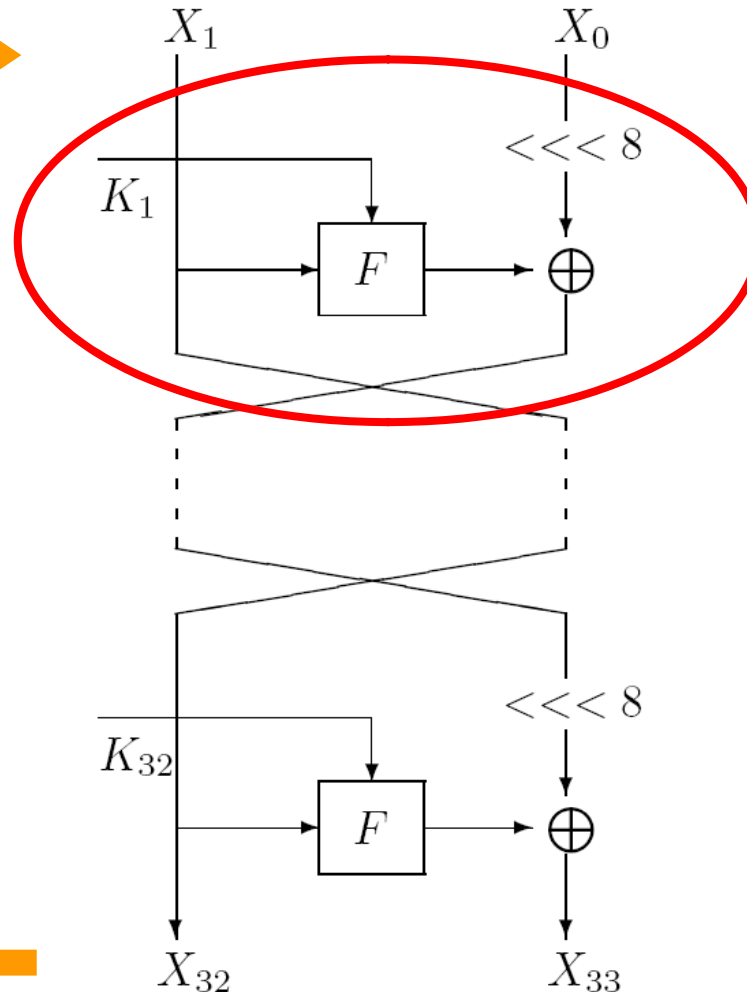 X₁ X₀
<<< 8
K₁
F ⊕
<<< 8
K₃₂
F ⊕
X₃₂ X₃₃